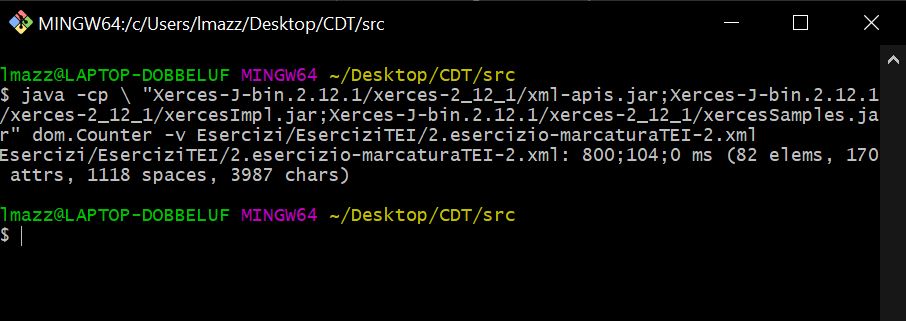 MINGW64:/c/Users/lmazz/Desktop/CDT/src
lmazz@LAPTOP-DOBBELUF MINGW64 ~/Desktop/CDT/src
$ java -cp \ "Xerces-J-bin.2.12.1/xerces-2_12_1/xml-apis.jar;Xerces-J-bin.2.12.1
/xerces-2_12_1/xercesImpl.jar;Xerces-J-bin.2.12.1/xerces-2_12_1/xercesSamples.ja
r" dom.Counter -v Esercizi/EserciziTEI/2.esercizio-marcaturaTEI-2.xml
Esercizi/EserciziTEI/2.esercizio-marcaturaTEI-2.xml: 800;104;0 ms (82 elems, 170
 attrs, 1118 spaces, 3987 chars)
lmazz@LAPTOP-DOBBELUF MINGW64 ~/Desktop/CDT/src
$